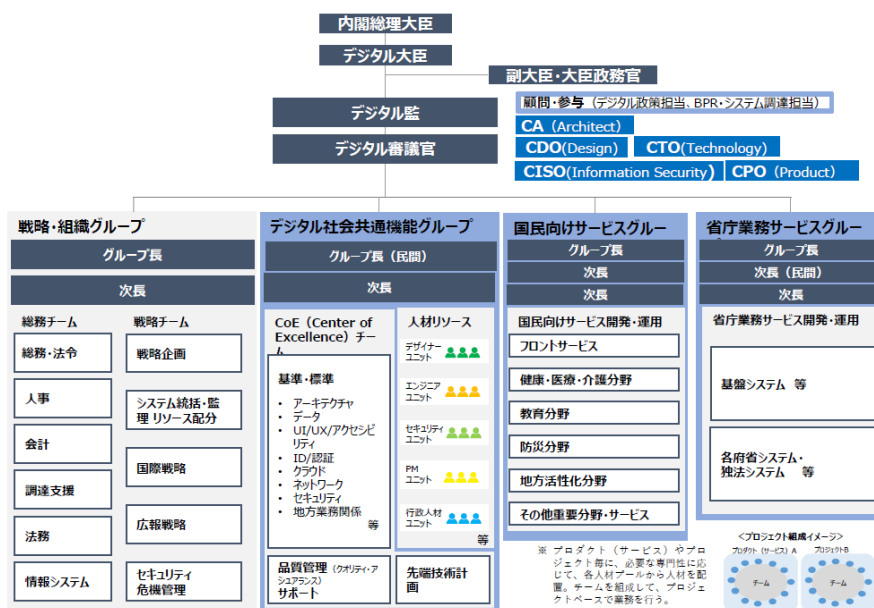 内閣総理大臣
デジタル大臣
副大臣・大臣政務官
デジタル監
顧問・参与（デジタル政策担当、BPR・システム調達担当）
CA（Architect）
デジタル審議官
CDO(Design)
CTO(Technology)
CISO(Information Security)
CPO（Product）
戦略・組織グループ
グループ長
次長
総務チーム
総務・法令
人事
会計
調達支援
法務
情報システム
戦略チーム
戦略企画
システム統括・監
理 リソース配分
国際戦略
広報戦略
セキュリティ
危機管理
デジタル社会共通機能グループ
グループ長（民間）
次長
CoE（Center of
Excellence）チー
ム
基準・標準
• アーキテクチャ
• データ
• UI/UX/アクセシビ
リティ
• ID/認証
• クラウド
• ネットワーク
• セキュリティ
• 地方業務関係
等
品質管理（クオリティ・ア
シュアランス）
サポート
人材リソース
デザイナー
ユニット
エンジニア
ユニット
セキュリティ
ユニット
PM
ユニット
行政人材
ユニット
等
先端技術計
画
国民向けサービスグルー
グループ長
次長
次長
国民向けサービス開発・運用
フロントサービス
健康・医療・介護分野
教育分野
防災分野
地方活性化分野
その他重要分野・サービス
省庁業務サービスグルー
グループ長
次長（民間）
次長
省庁業務サービス開発・運用
基盤システム 等
各府省システム・
独法システム 等
※ プロダクト（サービス）やプロ
ジェクト毎に、必要な専門性に応
じて、各人材プールから人材を配
置。チームを組成して、プロジェ
クトベースで業務を行う。
＜プロジェクト組成イメージ＞
プロダクト（サービス）A
プロジェクトB
チーム
チーム